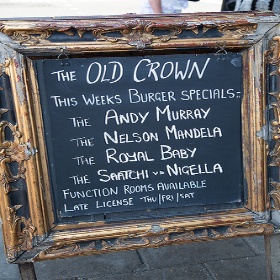 THE OLD CROWN
THIS WEEKS BURGER SPECIALS:-
THE ANDY MURRAY
THE NELSON MANDELA
THE ROYAL BABY
THE SAATCHI v NIGELLA
FUNCTION ROOMS AVAILABLE
LATE LICENSE THU/FRI/SAT